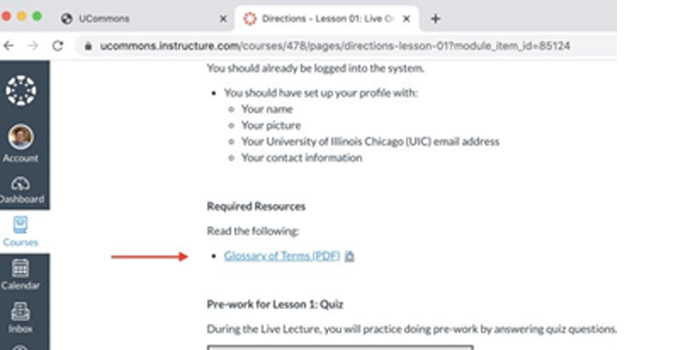 UCommons
Directions - Lesson 01: Live O
ucommons.instructure.com/courses/478/pages/directions-lesson-01?module_item_id=85124
You should already be logged into the system.
You should have set up your profile with:
Your name
Your picture
Your University of Illinois Chicago (UIC) email address
Your contact information
Account
Dashboard
Courses
Calendar
Inbox
Required Resources
Read the following:
Glossary of Terms (PDF)
Pre-work for Lesson 1: Quiz
During the Live Lecture, you will practice doing pre-work by answering quiz questions.